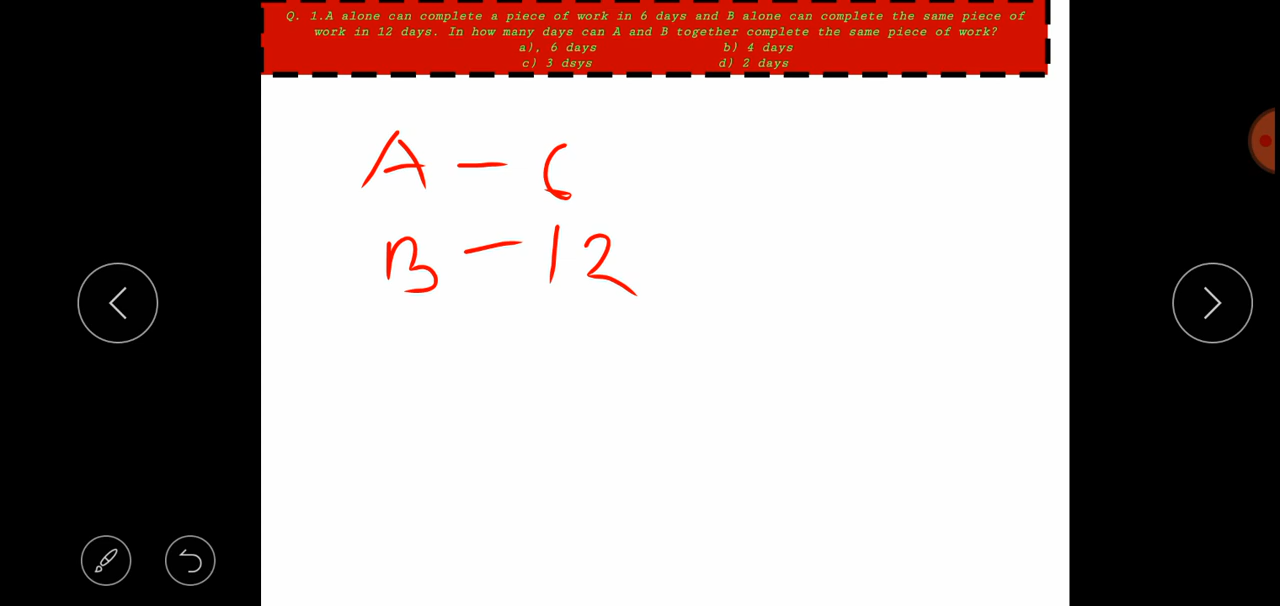 Q. 1.A alone can complete a piece of work in 6 days and B alone can complete the same piece of
work in 12 days. In how many days can A and B together complete the same piece of work?
a), 6 days b) 4 days
c) 3 dsys d) 2 days
A - 6
B - 12